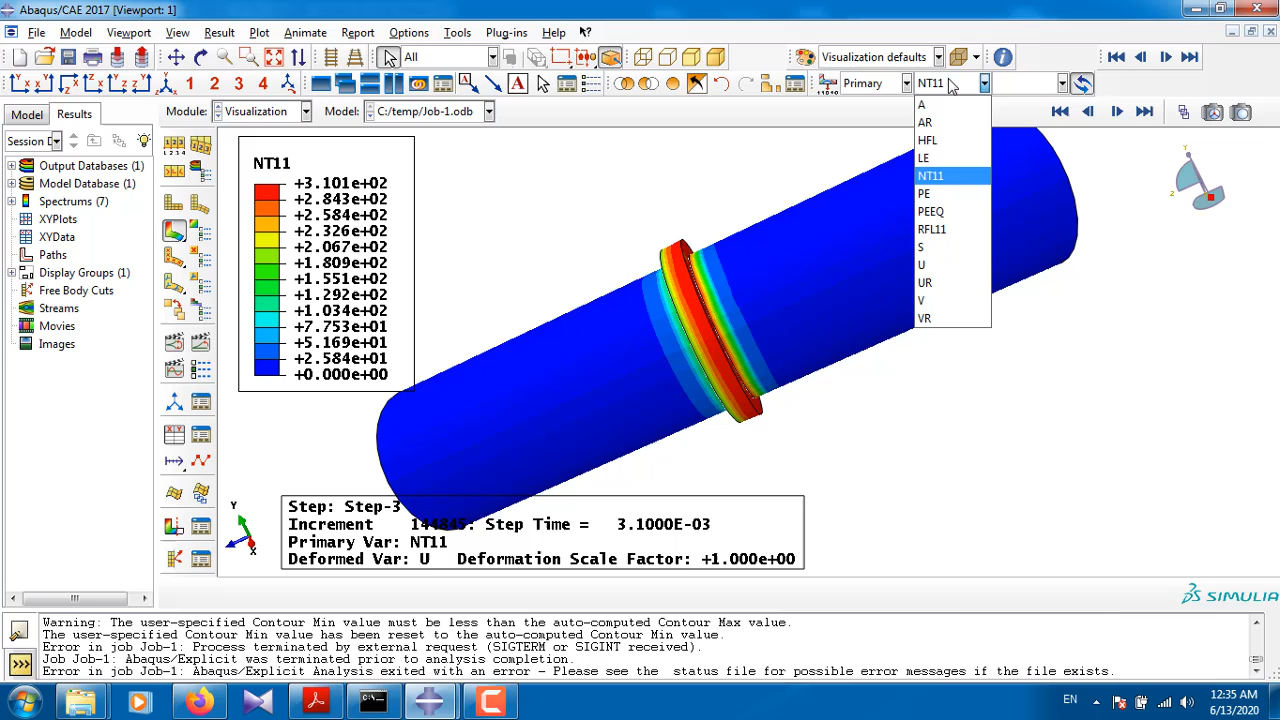 Abaqus/CAE 2017 [Viewport: 1]
File Model Viewport View Result Plot Animate Report Options Tools Plug-ins Help
All
Visualization defaults
1 2 3 4
Primary
NT11
Model Results
Module: Visualization Model: C:/temp/Job-1.odb
A
AR
HFL
LE
NT11
PE
PEEQ
RFL11
S
U
UR
V
VR
Session D
Output Databases (1)
Model Database (1)
Spectrums (7)
XYPlots
XYData
Paths
Display Groups (1)
Free Body Cuts
Streams
Movies
Images
NT11
+3.101e+02
+2.843e+02
+2.584e+02
+2.326e+02
+2.067e+02
+1.809e+02
+1.551e+02
+1.292e+02
+1.034e+02
+7.753e+01
+5.169e+01
+2.584e+01
+0.000e+00
Y
Z
X
Y
Step: Step-3
Increment 144845: Step Time = 3.1000E-03
Primary Var: NT11
Deformed Var: U Deformation Scale Factor: +1.000e+00
SIMULIA
Warning: The user-specified Contour Min value must be less than the auto-computed Contour Max value.
The user-specified Contour Min value has been reset to the auto-computed Contour Min value.
Error in job Job-1: Process terminated by external request (SIGTERM or SIGINT received).
Job Job-1: Abaqus/Explicit was terminated prior to analysis completion.
Error in job Job-1: Abaqus/Explicit Analysis exited with an error - Please see the status file for possible error messages if the file exists.
EN
12:35 AM
6/13/2020